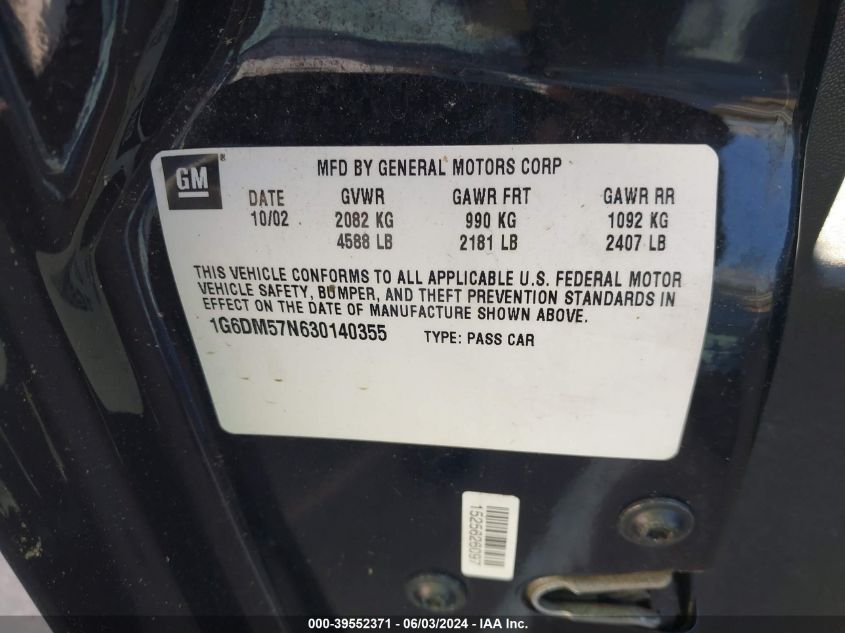 GM ®
MFD BY GENERAL MOTORS CORP
DATE GVWR GAWR FRT GAWR RR
10/02 2082 KG 990 KG 1092 KG
4588 LB 2181 LB 2407 LB
THIS VEHICLE CONFORMS TO ALL APPLICABLE U.S. FEDERAL MOTOR
VEHICLE SAFETY, BUMPER, AND THEFT PREVENTION STANDARDS IN
EFFECT ON THE DATE OF MANUFACTURE SHOWN ABOVE.
1G6DM57N630140355 TYPE: PASS CAR
1525626097
000-39552371 - 06/03/2024 - IAA Inc.